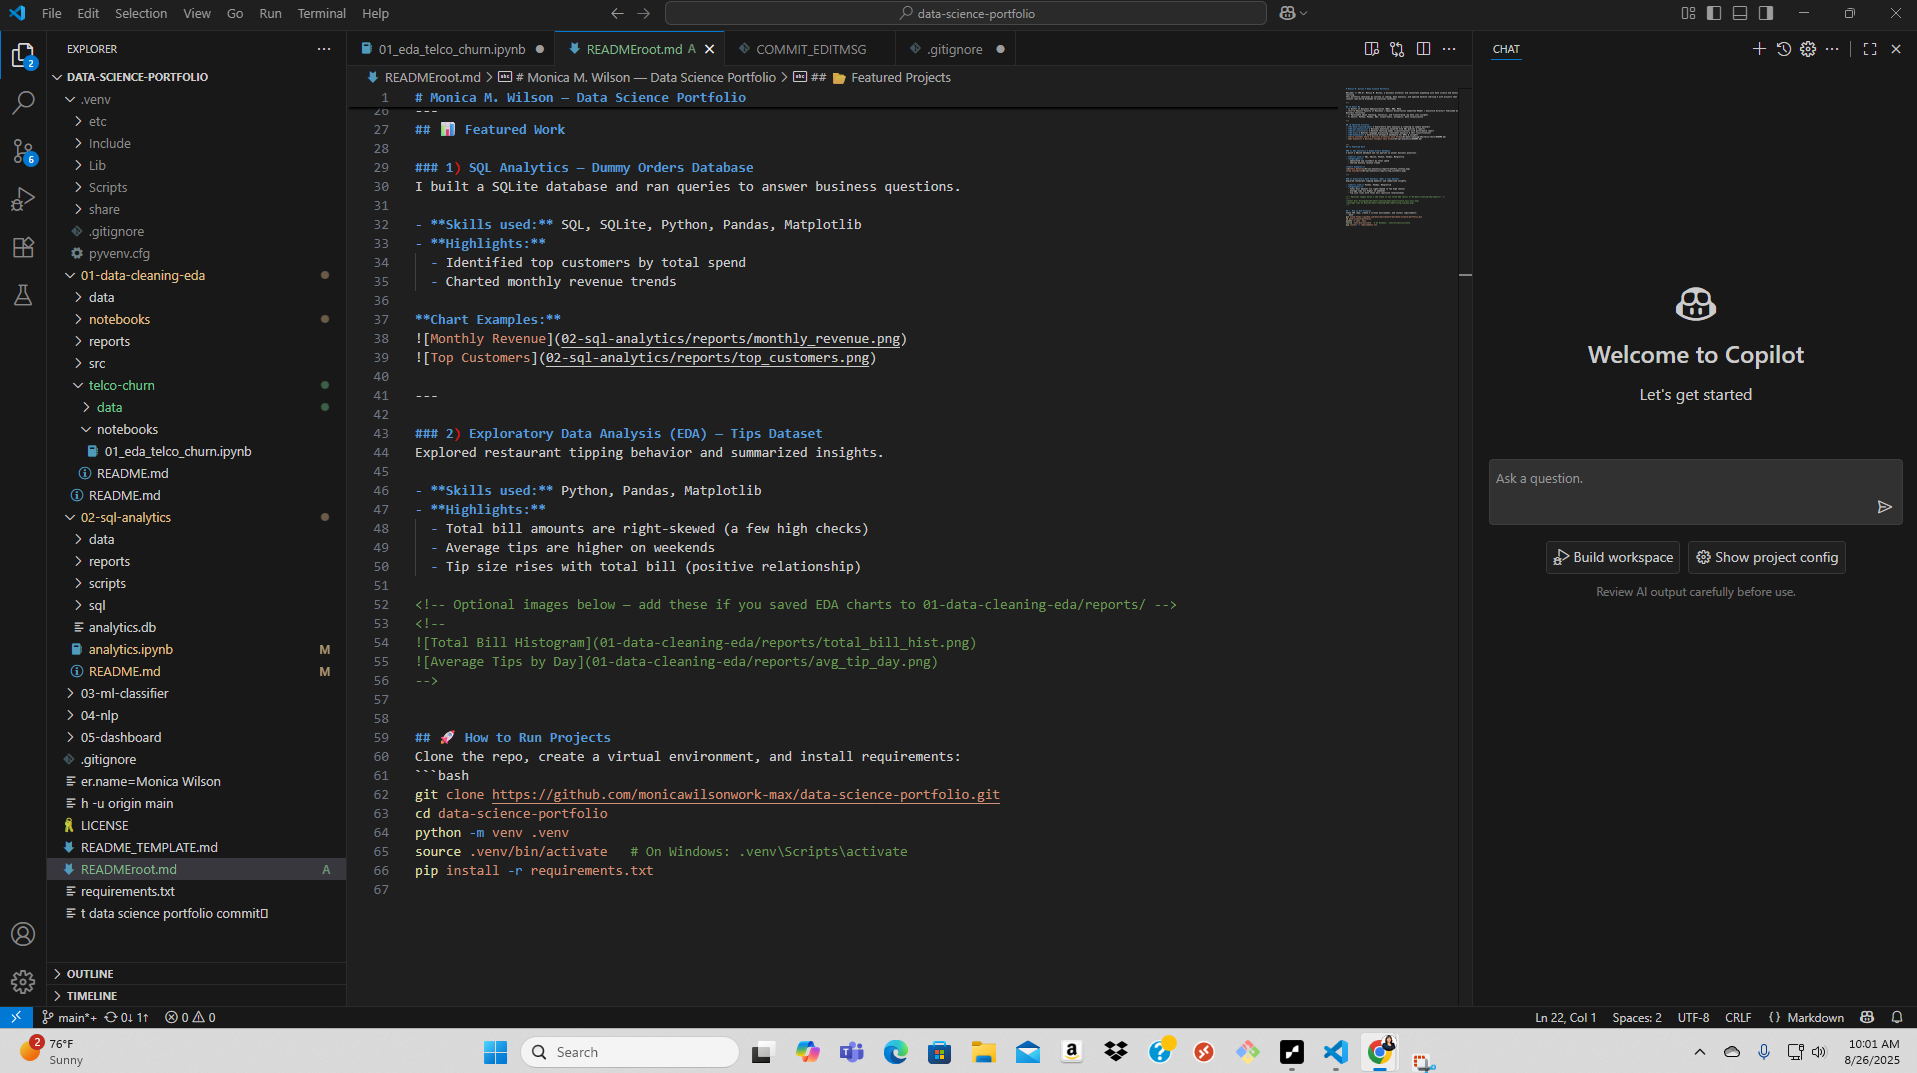 File Edit Selection View Go Run Terminal Help
data-science-portfolio
EXPLORER
DATA-SCIENCE-PORTFOLIO
.venv
etc
Include
Lib
Scripts
share
.gitignore
pyvenv.cfg
01-data-cleaning-eda
data
notebooks
reports
src
telco-churn
data
notebooks
01_eda_telco_churn.ipynb
README.md
README.md
02-sql-analytics
data
reports
scripts
sql
analytics.db
analytics.ipynb M
README.md M
03-ml-classifier
04-nlp
05-dashboard
.gitignore
er.name=Monica Wilson
h -u origin main
LICENSE
README_TEMPLATE.md
READMEroot.md A
requirements.txt
t data science portfolio commit
OUTLINE
TIMELINE
2
6
01_eda_telco_churn.ipynb READMEroot.md A COMMIT_EDITMSG .gitignore
READMEroot.md > # Monica M. Wilson — Data Science Portfolio > ## 📁 Featured Projects
1 # Monica M. Wilson — Data Science Portfolio
26 ---
27 ## 📊 Featured Work
28
29 ### 1) SQL Analytics — Dummy Orders Database
30 I built a SQLite database and ran queries to answer business questions.
31
32 - **Skills used:** SQL, SQLite, Python, Pandas, Matplotlib
33 - **Highlights:**
34 - Identified top customers by total spend
35 - Charted monthly revenue trends
36
37 **Chart Examples:**
38 ![Monthly Revenue](02-sql-analytics/reports/monthly_revenue.png)
39 ![Top Customers](02-sql-analytics/reports/top_customers.png)
40
41 ---
42
43 ### 2) Exploratory Data Analysis (EDA) — Tips Dataset
44 Explored restaurant tipping behavior and summarized insights.
45
46 - **Skills used:** Python, Pandas, Matplotlib
47 - **Highlights:**
48 - Total bill amounts are right-skewed (a few high checks)
49 - Average tips are higher on weekends
50 - Tip size rises with total bill (positive relationship)
51
52 <!-- Optional images below — add these if you saved EDA charts to 01-data-cleaning-eda/reports/ -->
53 <!--
54 ![Total Bill Histogram](01-data-cleaning-eda/reports/total_bill_hist.png)
55 ![Average Tips by Day](01-data-cleaning-eda/reports/avg_tip_day.png)
56 -->
57
58
59 ## 🚀 How to Run Projects
60 Clone the repo, create a virtual environment, and install requirements:
61 ```bash
62 git clone https://github.com/monicawilsonwork-max/data-science-portfolio.git
63 cd data-science-portfolio
64 python -m venv .venv
65 source .venv/bin/activate # On Windows: .venv\Scripts\activate
66 pip install -r requirements.txt
67
CHAT
Welcome to Copilot
Let's get started
Ask a question.
Build workspace Show project config
Review AI output carefully before use.
main*+ 0↓ 1↑ 0 0
Ln 22, Col 1 Spaces: 2 UTF-8 CRLF {} Markdown
2
76°F
Sunny
Search
10:01 AM
8/26/2025